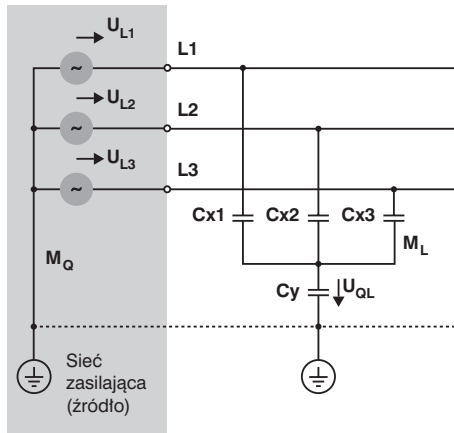 U_L1
L1
~
U_L2
L2
~
U_L3
L3
~
Cx1 Cx2 Cx3
M_Q
M_L
Cy U_QL
Sieć
zasilająca
(źródło)